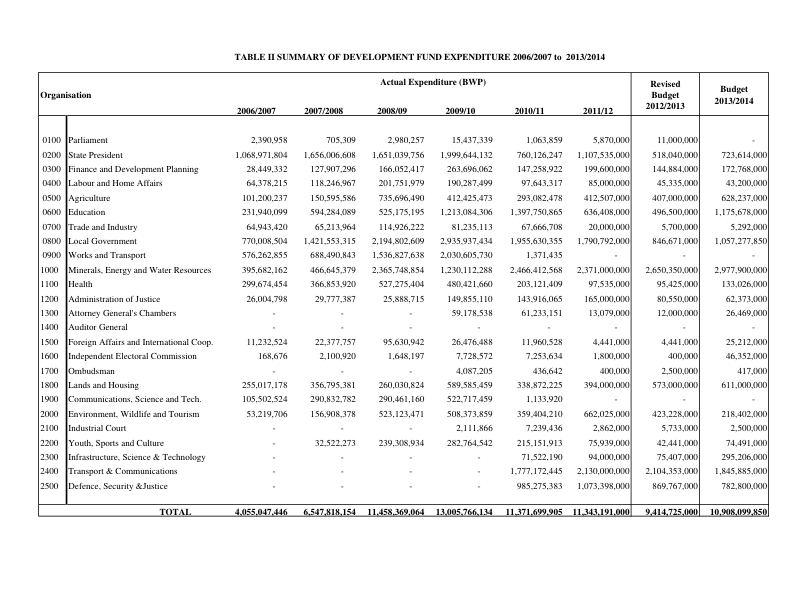 TABLE II SUMMARY OF DEVELOPMENT FUND EXPENDITURE 2006/2007 to 2013/2014
Organisation Actual Expenditure (BWP) Revised Budget 2012/2013 Budget 2013/2014
2006/2007 2007/2008 2008/09 2009/10 2010/11 2011/12
0100 Parliament 2,390,958 705,309 2,980,257 15,437,339 1,063,859 5,870,000 11,000,000 -
0200 State President 1,068,971,804 1,656,006,608 1,651,039,756 1,999,644,132 760,126,247 1,107,535,000 518,040,000 723,614,000
0300 Finance and Development Planning 28,449,332 127,907,296 166,052,417 263,696,062 147,258,922 199,600,000 144,884,000 172,768,000
0400 Labour and Home Affairs 64,378,215 118,246,967 201,751,979 190,287,499 97,643,317 85,000,000 45,335,000 43,200,000
0500 Agriculture 101,200,237 150,595,586 735,696,490 412,425,473 293,082,478 412,507,000 407,000,000 628,237,000
0600 Education 231,940,099 594,284,089 525,175,195 1,213,084,306 1,397,750,865 636,408,000 496,500,000 1,175,678,000
0700 Trade and Industry 64,943,420 65,213,964 114,926,222 81,235,113 67,666,708 20,000,000 5,700,000 5,292,000
0800 Local Government 770,008,504 1,421,553,315 2,194,802,609 2,935,937,434 1,955,630,355 1,790,792,000 846,671,000 1,057,277,850
0900 Works and Transport 576,262,855 688,490,843 1,536,827,638 2,030,605,730 1,371,435 - - -
1000 Minerals, Energy and Water Resources 395,682,162 466,645,379 2,365,748,854 1,230,112,288 2,466,412,568 2,371,000,000 2,650,350,000 2,977,900,000
1100 Health 299,674,454 366,853,920 527,275,404 480,421,660 203,121,409 97,535,000 95,425,000 133,026,000
1200 Administration of Justice 26,004,798 29,777,387 25,888,715 149,855,110 143,916,065 165,000,000 80,550,000 62,373,000
1300 Attorney General's Chambers - - - 59,178,538 61,233,151 13,079,000 12,000,000 26,469,000
1400 Auditor General - - - - - - - -
1500 Foreign Affairs and International Coop. 11,232,524 22,377,757 95,630,942 26,476,488 11,960,528 4,441,000 4,441,000 25,212,000
1600 Independent Electoral Commission 168,676 2,100,920 1,648,197 7,728,572 7,253,634 1,800,000 400,000 46,352,000
1700 Ombudsman - - - 4,087,205 436,642 400,000 2,500,000 417,000
1800 Lands and Housing 255,017,178 356,795,381 260,030,824 589,585,459 338,872,225 394,000,000 573,000,000 611,000,000
1900 Communications, Science and Tech. 105,502,524 290,832,782 290,461,160 522,717,459 1,133,920 - - -
2000 Environment, Wildlife and Tourism 53,219,706 156,908,378 523,123,471 508,373,859 359,404,210 662,025,000 423,228,000 218,402,000
2100 Industrial Court - - - 2,111,866 7,239,436 2,862,000 5,733,000 2,500,000
2200 Youth, Sports and Culture - 32,522,273 239,308,934 282,764,542 215,151,913 75,939,000 42,441,000 74,491,000
2300 Infrastructure, Science & Technology - - - - 71,522,190 94,000,000 75,407,000 295,206,000
2400 Transport & Communications - - - - 1,777,172,445 2,130,000,000 2,104,353,000 1,845,885,000
2500 Defence, Security &Justice - - - - 985,275,383 1,073,398,000 869,767,000 782,800,000
TOTAL 4,055,047,446 6,547,818,154 11,458,369,064 13,005,766,134 11,371,699,905 11,343,191,000 9,414,725,000 10,908,099,850